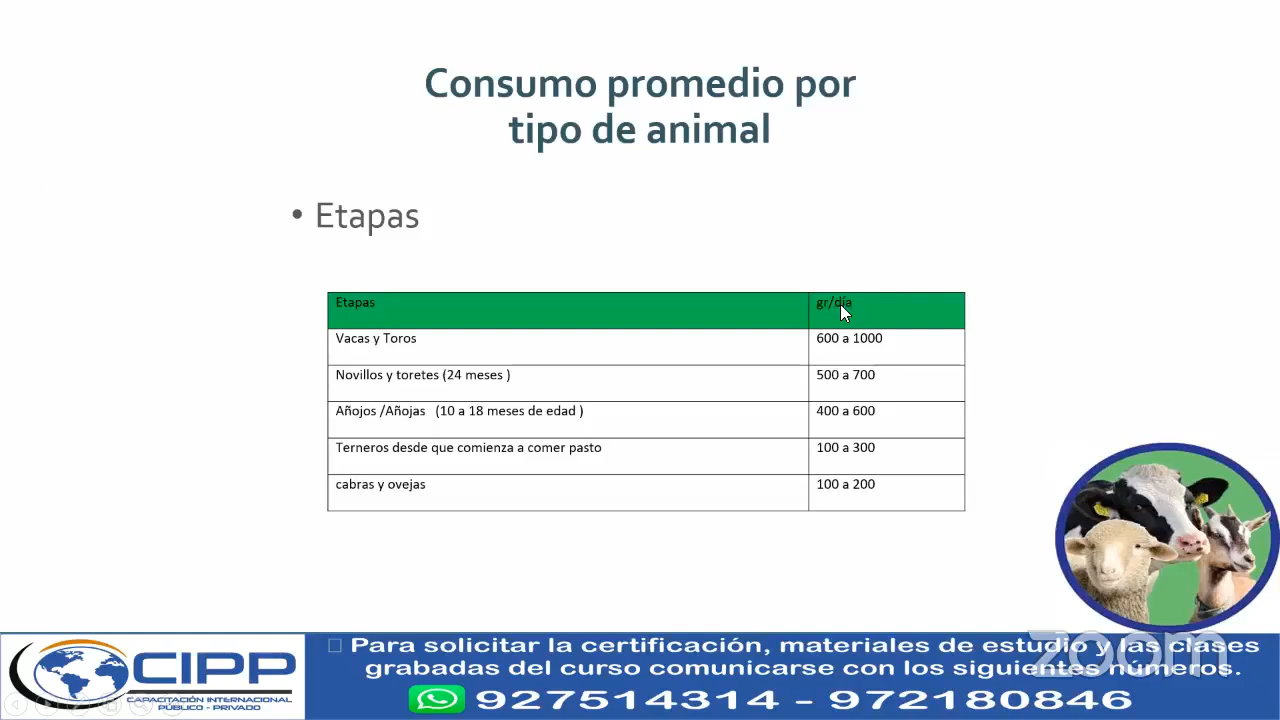 Consumo promedio por
tipo de animal
• Etapas
Etapas gr/día
Vacas y Toros 600 a 1000
Novillos y toretes (24 meses ) 500 a 700
Añojos /Añojas (10 a 18 meses de edad ) 400 a 600
Terneros desde que comienza a comer pasto 100 a 300
cabras y ovejas 100 a 200
Para solicitar la certificación, materiales de estudio y las clases
grabadas del curso comunicarse con los siguientes números.
927514314 - 972180846
CIPP
CAPACITACIÓN INTERNACIONAL
PÚBLICO - PRIVADO
zoom